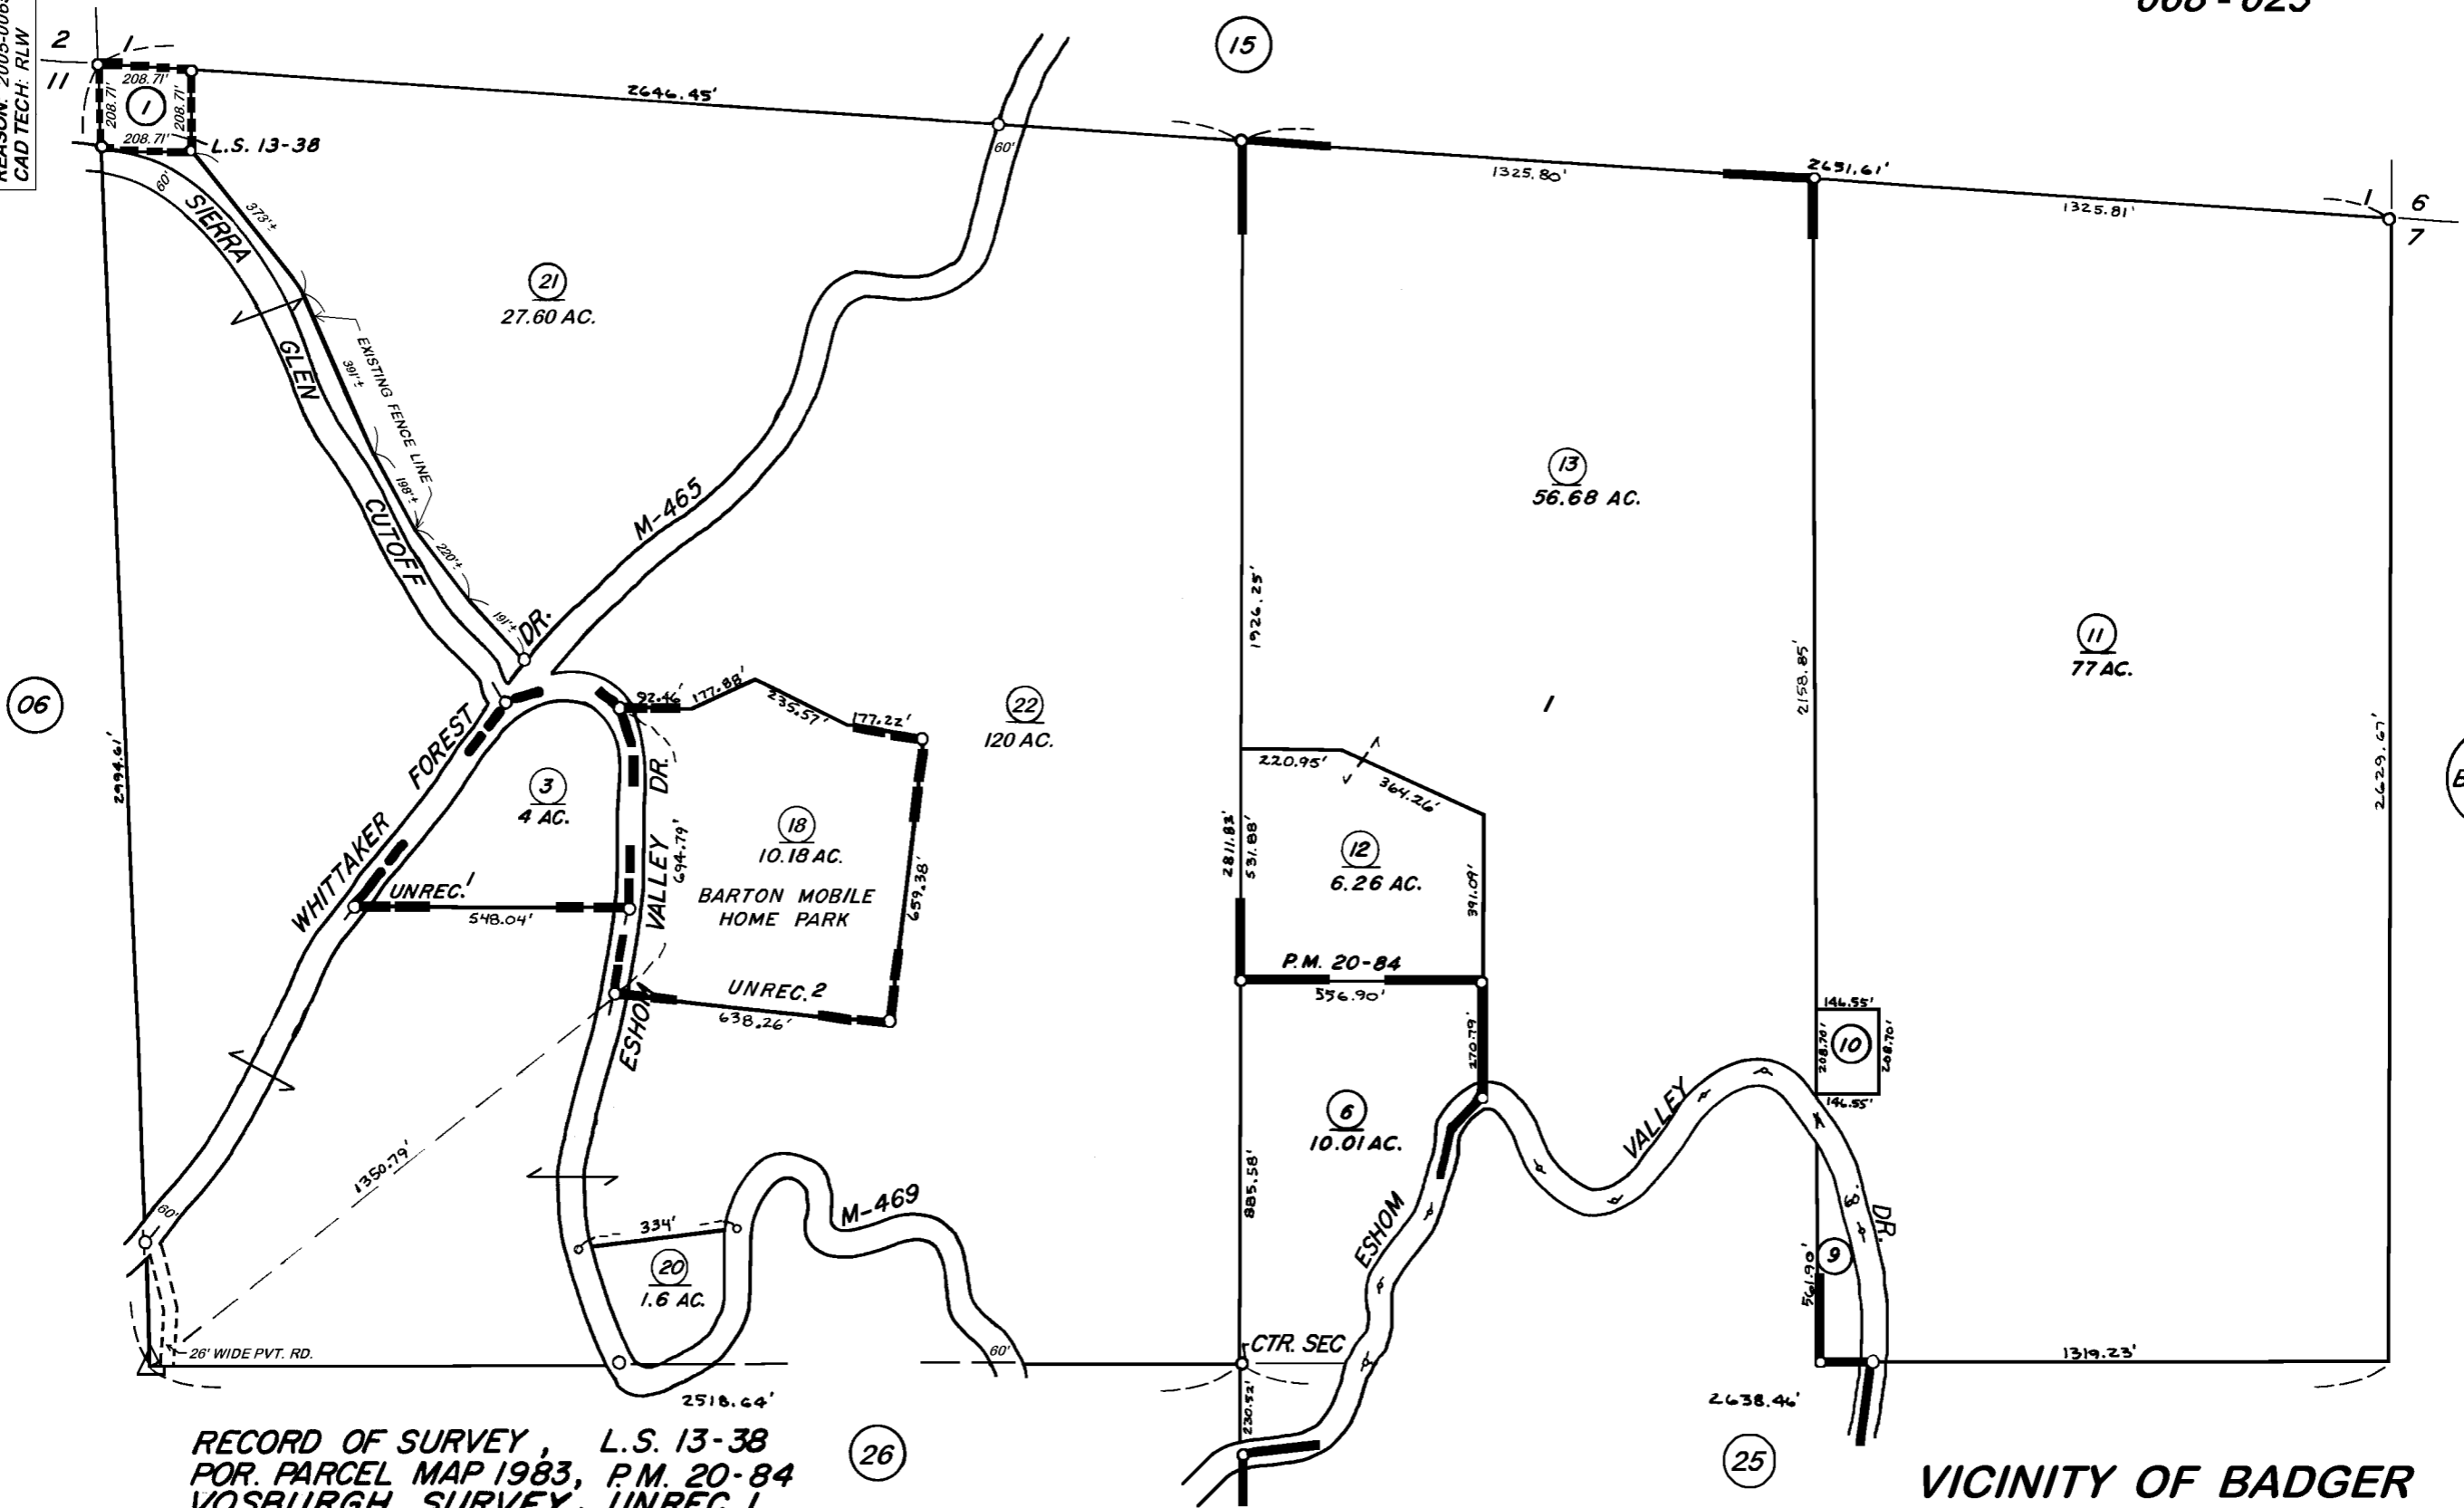 CAD TECH: RLW
2
1
11
208.71'
208.71'
1
208.71'
208.71'
L.S. 13-38
2646.45'
60'
15
1325.80'
2651.61'
1325.81'
1
6
7
60'
SIERRA
GLEN
CUTOFF
373'±
391'±
EXISTING FENCE LINE
198'±
220'±
191'±
21
27.60 AC.
M-465
DR.
13
56.68 AC.
1926.25'
2158.85'
11
77 AC.
06
2994.61'
WHITTAKER
FOREST
3
4 AC.
UNREC.1
548.04'
92.46'
177.88'
235.57'
177.22'
22
120 AC.
18
10.18 AC.
BARTON MOBILE
HOME PARK
694.79'
659.38'
ESHOM
VALLEY
DR.
UNREC.2
638.26'
1
2629.67'
220.95'
364.26'
2811.83'
531.88'
12
6.26 AC.
391.09'
P.M. 20-84
556.90'
270.79'
146.55'
208.70'
10
208.70'
146.55'
6
10.01 AC.
885.58'
ESHOM
VALLEY
DR.
60'
9
561.90'
1350.79'
60'
334'
M-469
20
1.6 AC.
60'
26' WIDE PVT. RD.
CTR. SEC
1319.23'
2518.64'
230.52'
2638.46'
26
25
RECORD OF SURVEY, L.S. 13-38
POR. PARCEL MAP 1983, P.M. 20-84
VOSBURGH SURVEY, UNREC. 1
VICINITY OF BADGER